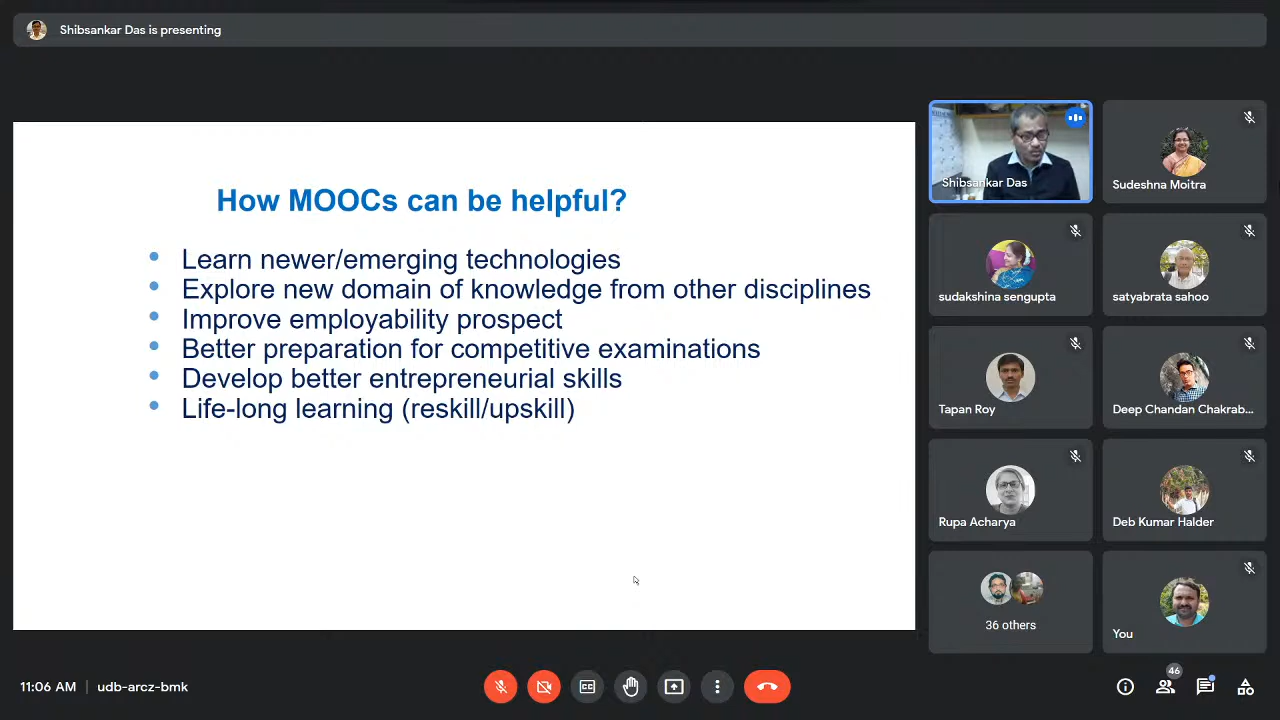 Shibsankar Das is presenting
How MOOCs can be helpful?
• Learn newer/emerging technologies
• Explore new domain of knowledge from other disciplines
• Improve employability prospect
• Better preparation for competitive examinations
• Develop better entrepreneurial skills
• Life-long learning (reskill/upskill)
Shibsankar Das
Sudeshna Moitra
sudakshina sengupta
satyabrata sahoo
Tapan Roy
Deep Chandan Chakrab...
Rupa Acharya
Deb Kumar Halder
36 others
You
11:06 AM | udb-arcz-bmk
CC
46